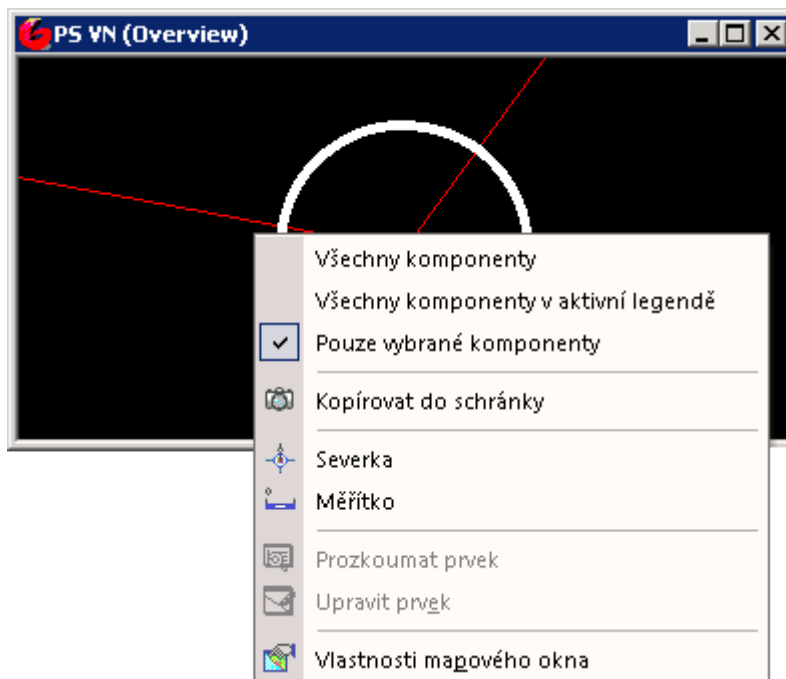 PS VN (Overview)
Všechny komponenty
Všechny komponenty v aktivní legendě
Pouze vybrané komponenty
Kopírovat do schránky
Severka
Měřítko
Prozkoumat prvek
Upravit prvek
Vlastnosti mapového okna